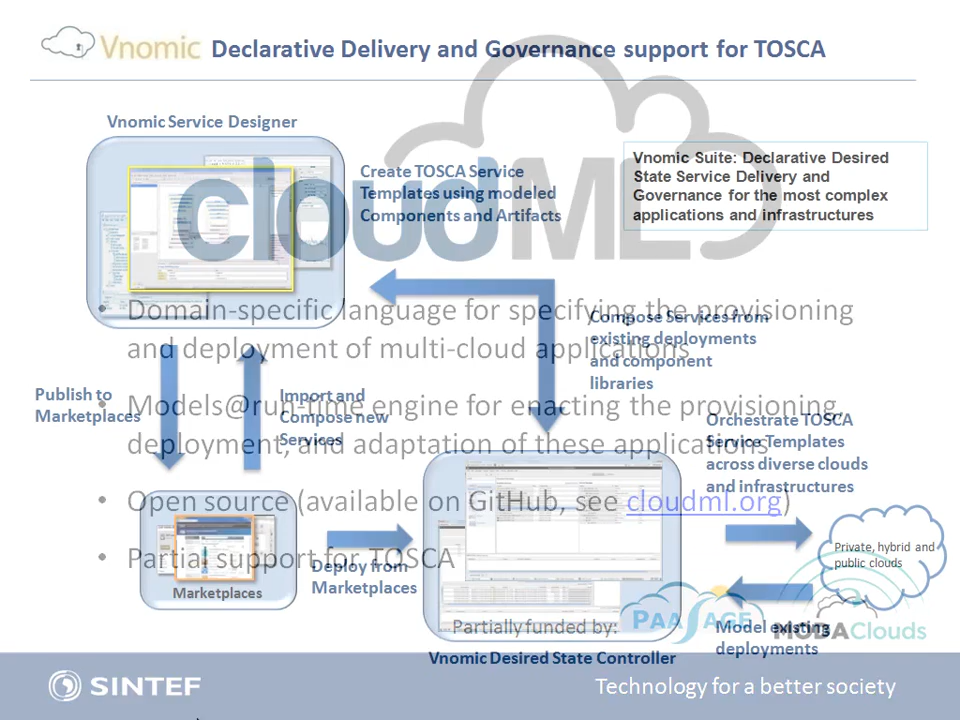 Vnomic Declarative Delivery and Governance support for TOSCA
Vnomic Service Designer
cloudML
Create TOSCA Service
Templates using modeled
Components and Artifacts
Vnomic Suite: Declarative Desired
State Service Delivery and
Governance for the most complex
applications and infrastructures
• Domain-specific language for specifying the provisioning
and deployment of multi-cloud applications
Compose Services from
existing deployments
and component
libraries
Publish to
Marketplaces
Import and
Compose new
Services
• Models@run-time engine for enacting the provisioning,
deployment, and adaptation of these applications
Orchestrate TOSCA
Service Templates
across diverse clouds
and infrastructures
• Open source (available on GitHub, see cloudml.org)
• Partial support for TOSCA
Marketplaces
Deploy from
Marketplaces
Private, hybrid and
public clouds
Partially funded by:
PAASAGE
MODAClouds
Model existing
deployments
Vnomic Desired State Controller
SINTEF
Technology for a better society